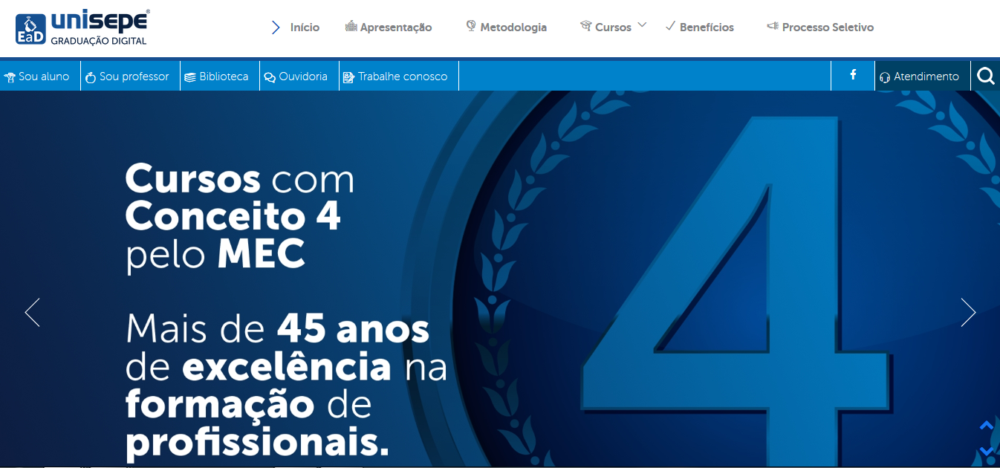 unisepe®
EaD
GRADUAÇÃO DIGITAL
Início
Apresentação
Metodologia
Cursos
Benefícios
Processo Seletivo
Sou aluno
Sou professor
Biblioteca
Ouvidoria
Trabalhe conosco
f
Atendimento
Cursos com
Conceito 4
pelo MEC
Mais de 45 anos
de excelência na
formação de
profissionais.
4